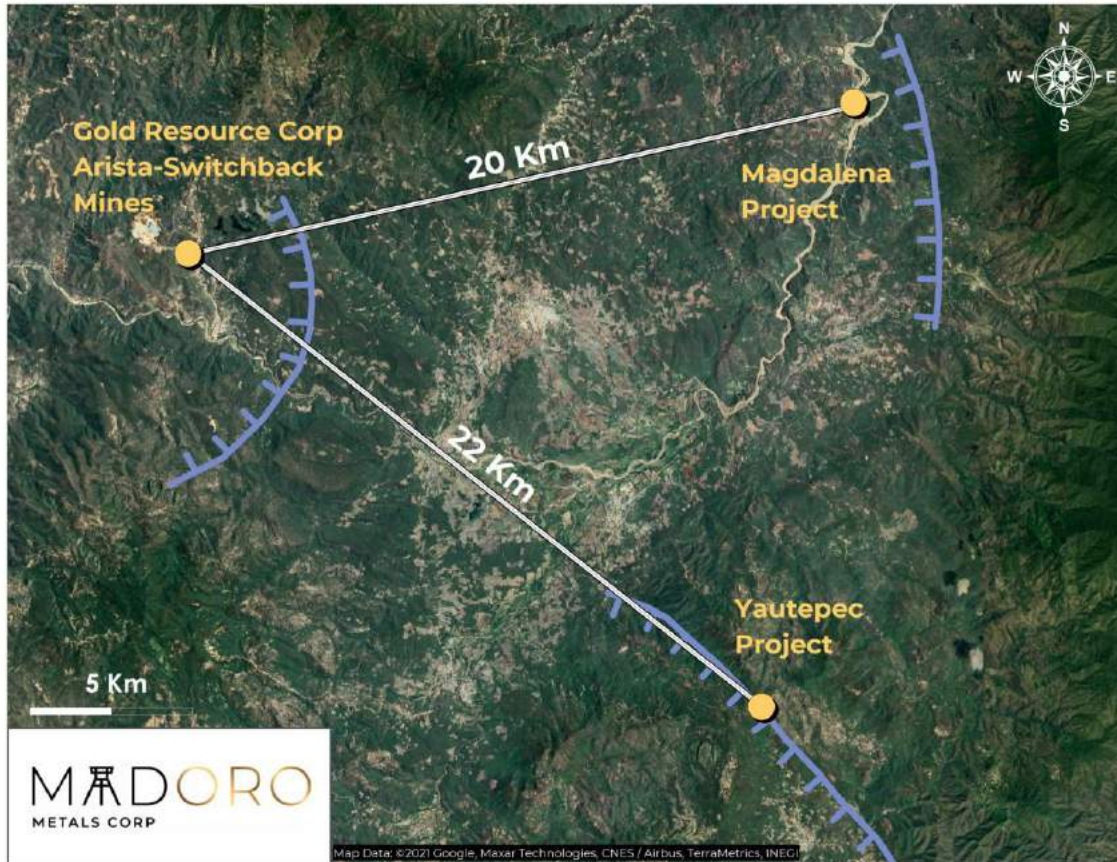 N
W E
S
Gold Resource Corp
Arista-Switchback
Mines
20 Km
Magdalena
Project
22 Km
Yautepec
Project
5 Km
MADORO
METALS CORP
Map Data: ©2021 Google, Maxar Technologies, CNES / Airbus, TerraMetrics, INEGI